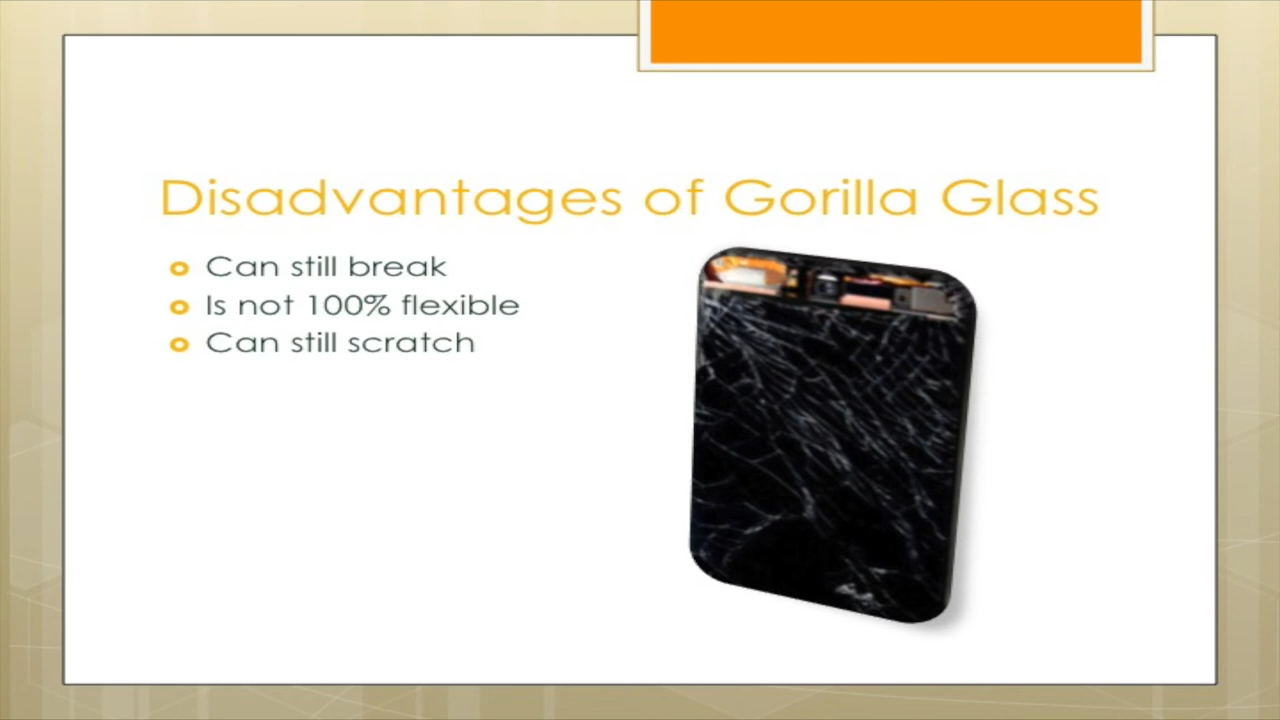 Disadvantages of Gorilla Glass
Can still break
Is not 100% flexible
Can still scratch